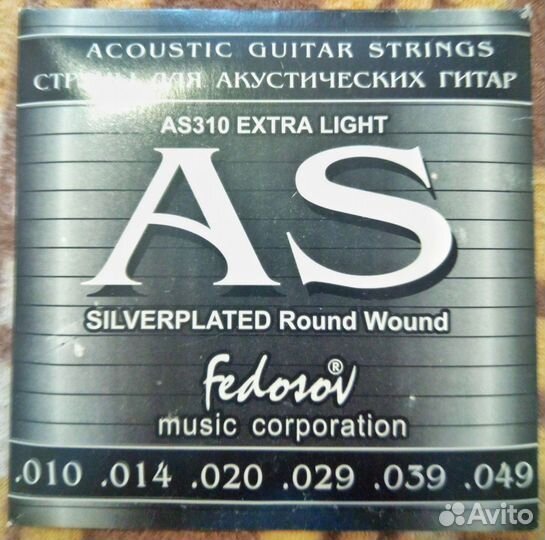 ACOUSTIC GUITAR STRINGS
СТРУНЫ ДЛЯ АКУСТИЧЕСКИХ ГИТАР
AS310 EXTRA LIGHT
AS
SILVERPLATED Round Wound
fedosov®
music corporation
.010 .014 .020 .029 .039 .049
Avito